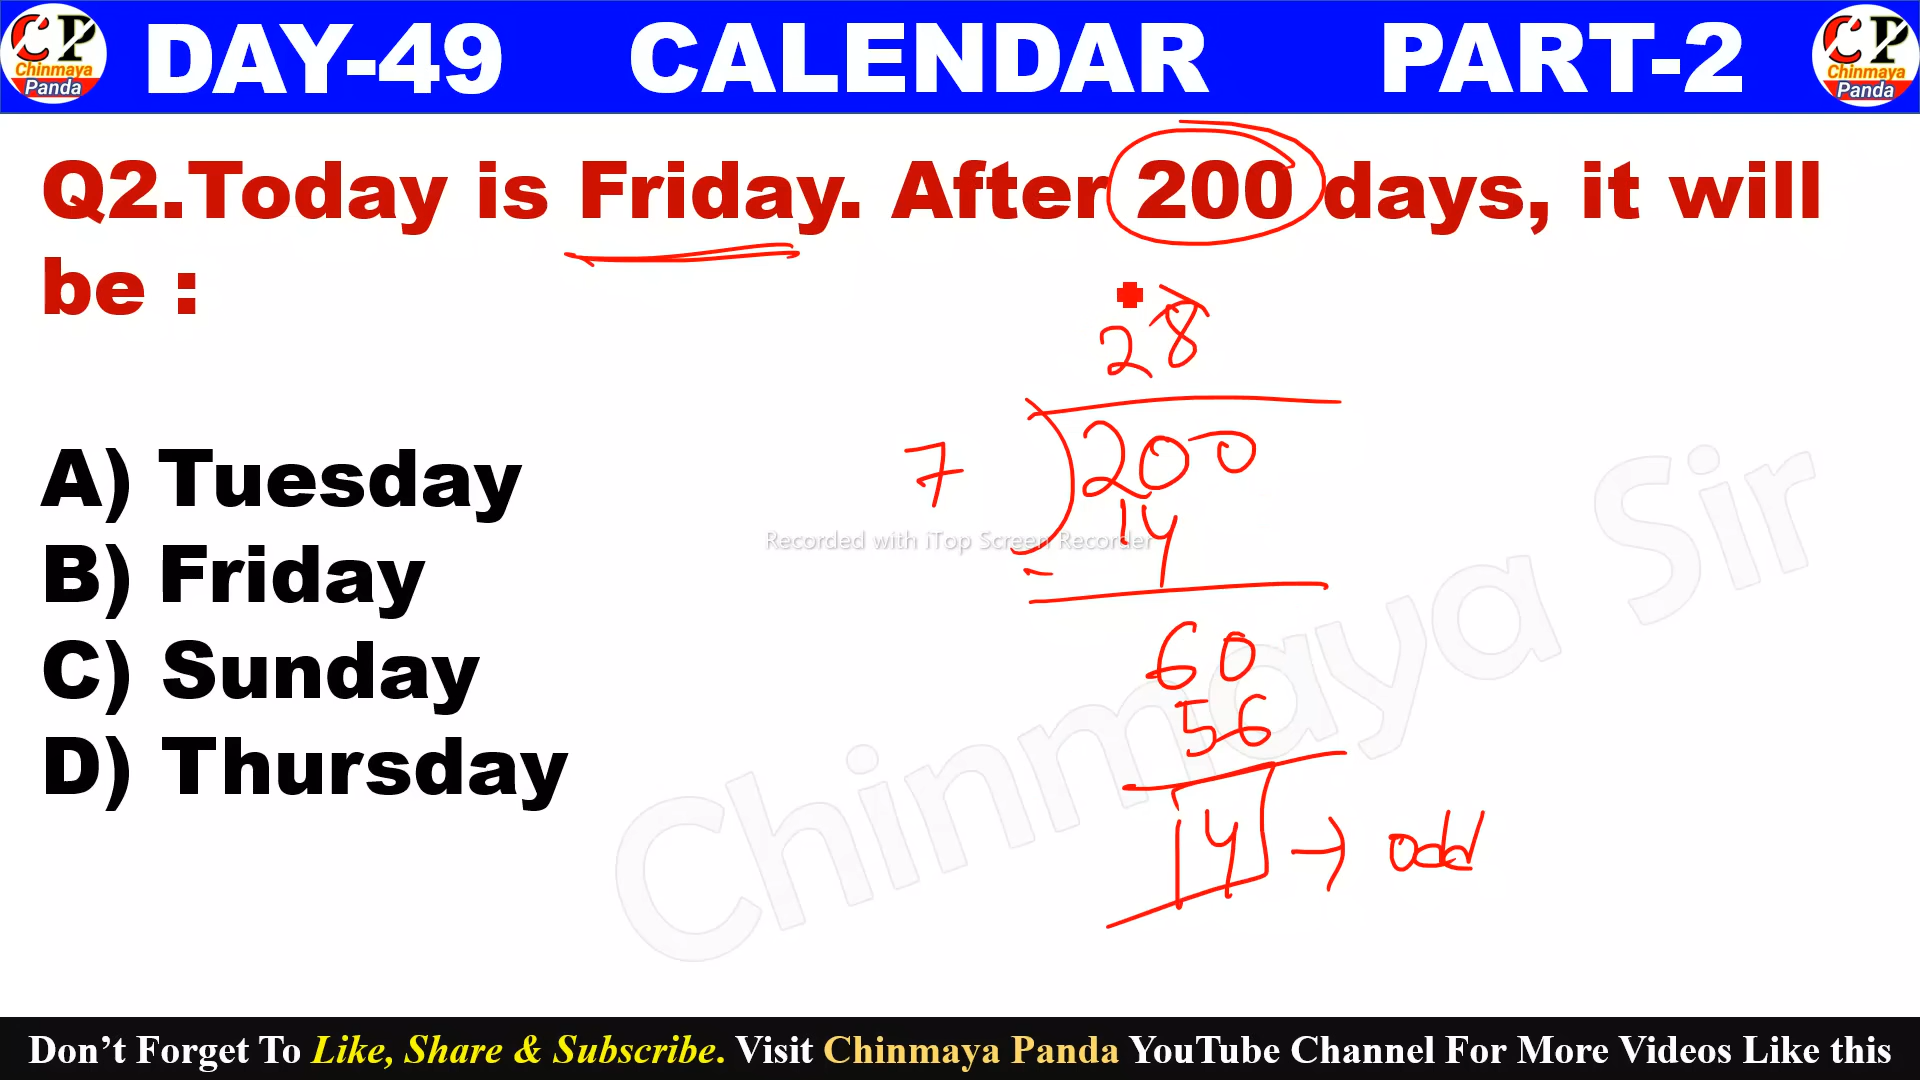 CP Chinmaya Panda DAY-49 CALENDAR PART-2 CP Chinmaya Panda
Q2.Today is Friday. After 200 days, it will
be :
28
7 ) 200
14
60
56
4 → odd
A) Tuesday
B) Friday
C) Sunday
D) Thursday
Recorded with iTop Screen Recorder
Chinmaya Sir
Don't Forget To Like, Share & Subscribe. Visit Chinmaya Panda YouTube Channel For More Videos Like this